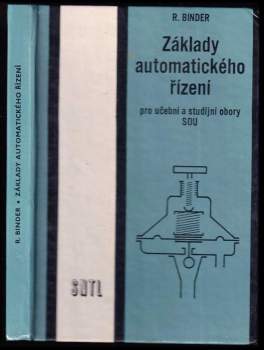 R. BINDER • ZÁKLADY AUTOMATICKÉHO ŘÍZENÍ
R. BINDER
Základy
automatického
řízení
pro učební a studijní obory
SOU
SNTL